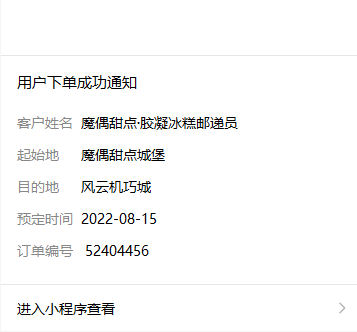 用户下单成功通知
客户姓名 魔偶甜点·胶凝冰糕邮递员
起始地 魔偶甜点城堡
目的地 风云机巧城
预定时间 2022-08-15
订单编号 52404456
进入小程序查看